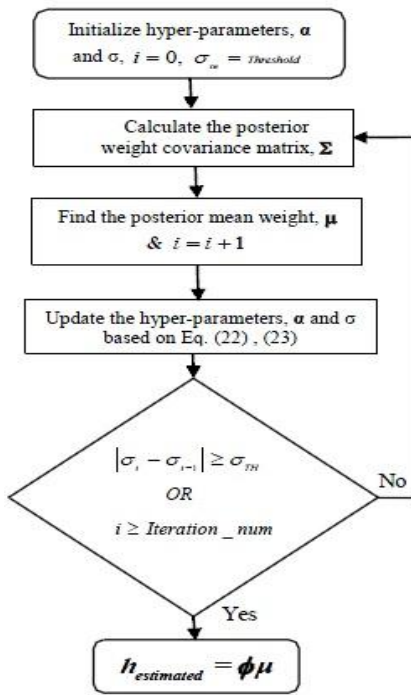 Initialize hyper-parameters, α
and σ, i = 0, σ_TH = Threshold
Calculate the posterior
weight covariance matrix, Σ
Find the posterior mean weight, μ
& i = i + 1
Update the hyper-parameters, α and σ
based on Eq. (22) , (23)
|σ_i − σ_{i−1}| ≥ σ_TH
OR
i ≥ Iteration _ num
No
Yes
h_estimated = ϕμ